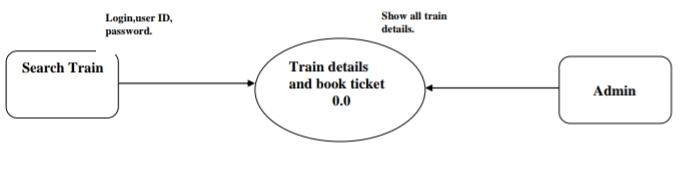 Login,user ID,
password.
Show all train
details.
Search Train
Train details
and book ticket
0.0
Admin